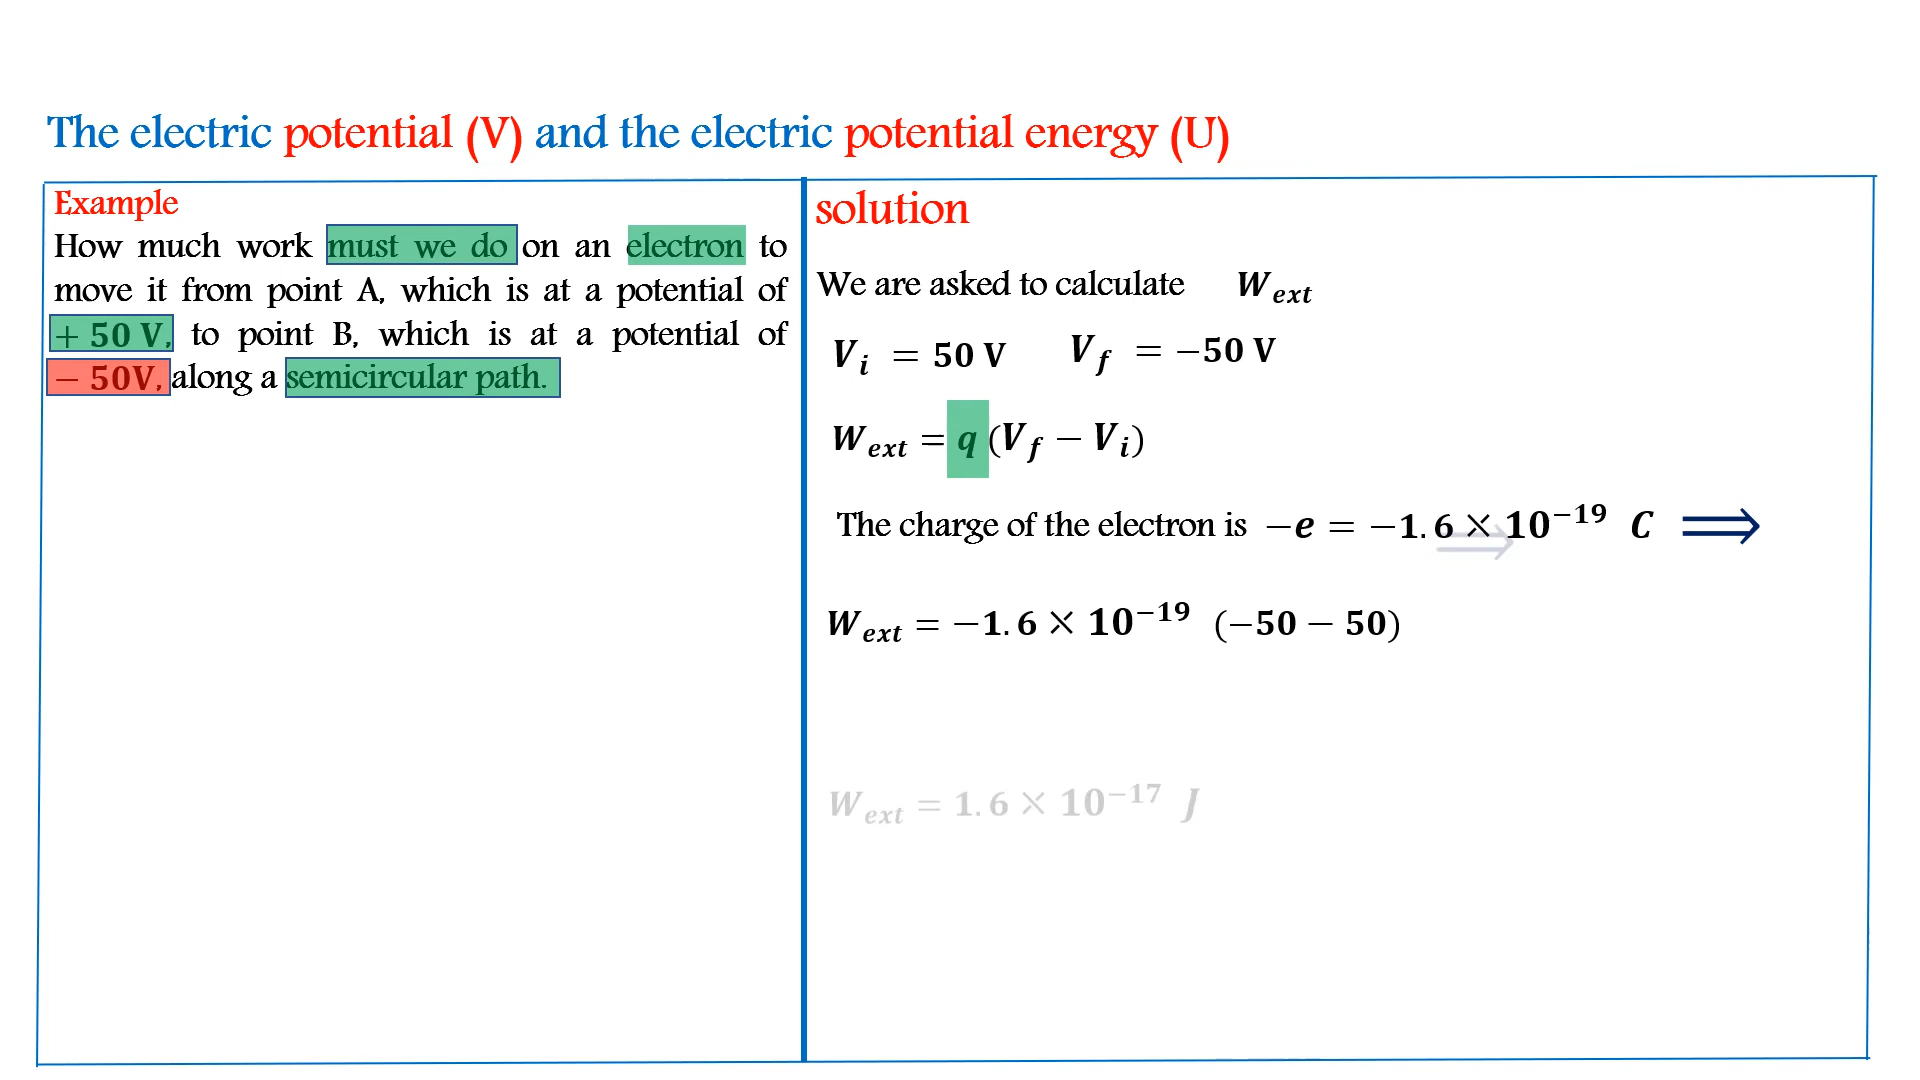 The electric potential (V) and the electric potential energy (U)
Example
How much work must we do on an electron to
move it from point A, which is at a potential of
+ 50 V, to point B, which is at a potential of
− 50V, along a semicircular path.
solution
We are asked to calculate W_ext
V_i = 50 V V_f = −50 V
W_ext = q (V_f − V_i)
The charge of the electron is −e = −1.6 × 10⁻¹⁹ C ⟹
W_ext = −1.6 × 10⁻¹⁹ (−50 − 50)
W_ext = 1.6 × 10⁻¹⁷ J